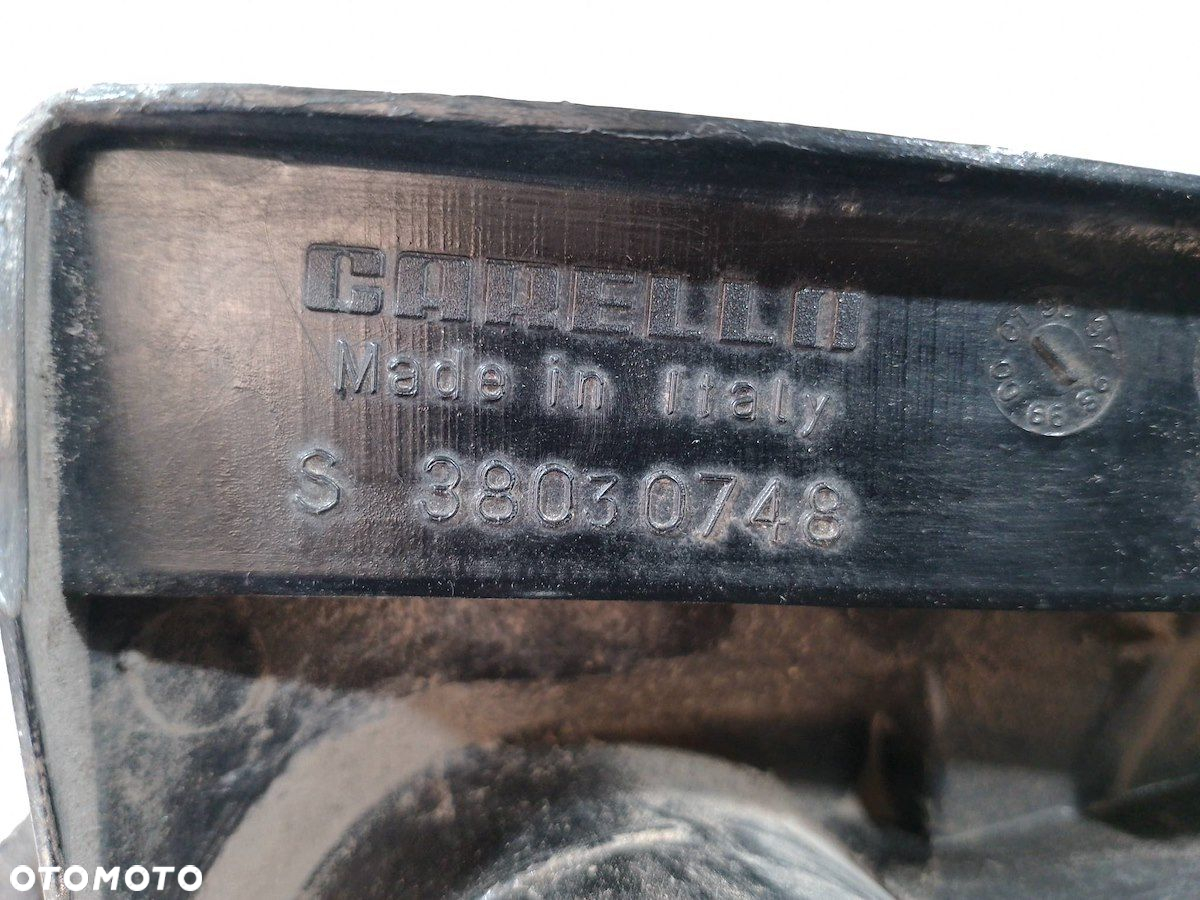 CARELLO
Made in Italy
S 38030748
OTOMOTO